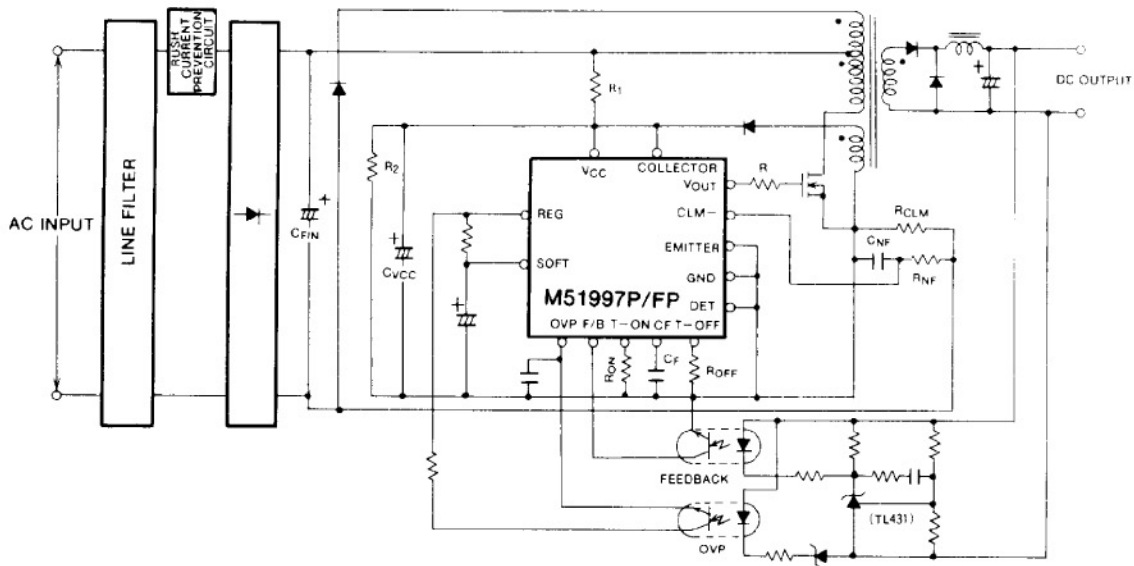 RUSH
CURRENT
PREVENTION
CIRCUIT
LINE FILTER
AC INPUT
DC OUTPUT
R1
R2
CF/N
CVCC
VCC
COLLECTOR
VOUT
R
REG
CLM-
RCLM
CNF
RNF
SOFT
EMITTER
GND
M51997P/FP
DET
OVP F/B T-ON CF T-OFF
RON
CF
ROFF
FEEDBACK
(TL431)
OVP